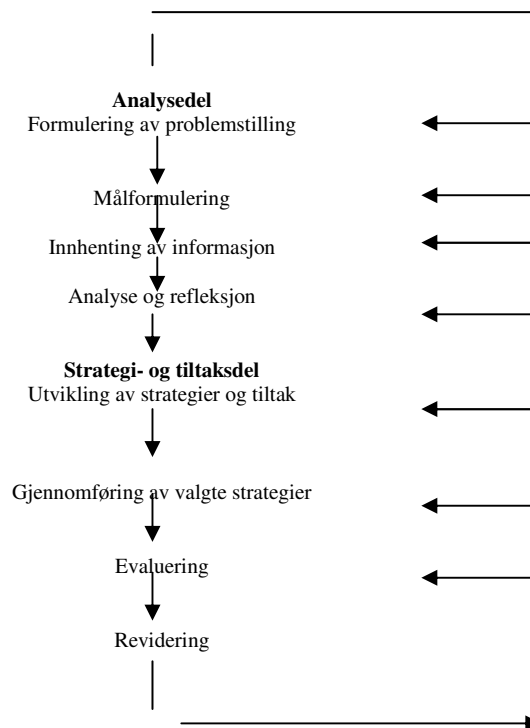 Analysedel
Formulering av problemstilling
Målformulering
Innhenting av informasjon
Analyse og refleksjon
Strategi- og tiltaksdel
Utvikling av strategier og tiltak
Gjennomføring av valgte strategier
Evaluering
Revidering